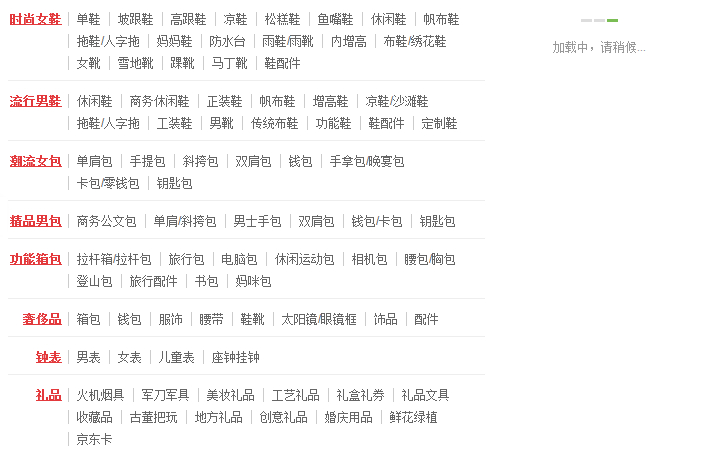 时尚女鞋 单鞋 坡跟鞋 高跟鞋 凉鞋 松糕鞋 鱼嘴鞋 休闲鞋 帆布鞋
拖鞋/人字拖 妈妈鞋 防水台 雨鞋/雨靴 内增高 布鞋/绣花鞋
女靴 雪地靴 踝靴 马丁靴 鞋配件
流行男鞋 休闲鞋 商务休闲鞋 正装鞋 帆布鞋 增高鞋 凉鞋/沙滩鞋
拖鞋/人字拖 工装鞋 男靴 传统布鞋 功能鞋 鞋配件 定制鞋
潮流女包 单肩包 手提包 斜挎包 双肩包 钱包 手拿包/晚宴包
卡包/零钱包 钥匙包
精品男包 商务公文包 单肩/斜挎包 男士手包 双肩包 钱包/卡包 钥匙包
功能箱包 拉杆箱/拉杆包 旅行包 电脑包 休闲运动包 相机包 腰包/胸包
登山包 旅行配件 书包 妈咪包
奢侈品 箱包 钱包 服饰 腰带 鞋靴 太阳镜/眼镜框 饰品 配件
钟表 男表 女表 儿童表 座钟挂钟
礼品 火机烟具 军刀军具 美妆礼品 工艺礼品 礼盒礼券 礼品文具
收藏品 古董把玩 地方礼品 创意礼品 婚庆用品 鲜花绿植
京东卡
加载中，请稍候...